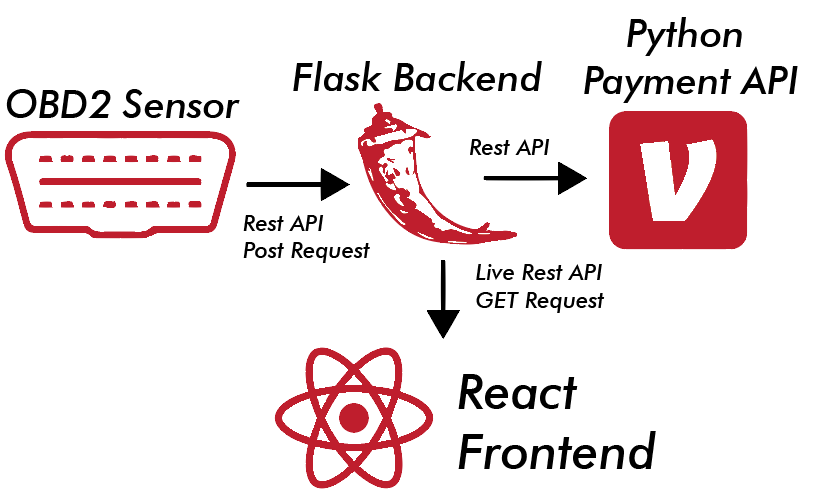 Python
Payment API
Flask Backend
OBD2 Sensor
Rest API
Rest API
Post Request
Live Rest API
GET Request
React
Frontend